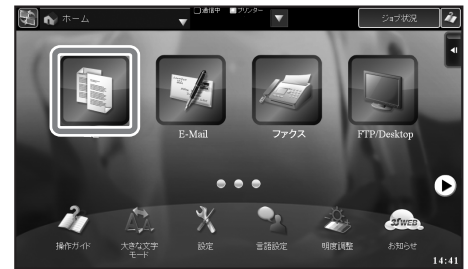 ホーム
通信中 プリンター
ジョブ状況
E-Mail ファクス FTP/Desktop
操作ガイド 大きな文字モード 設定 言語設定 明度調整 お知らせ
WEB
14:41